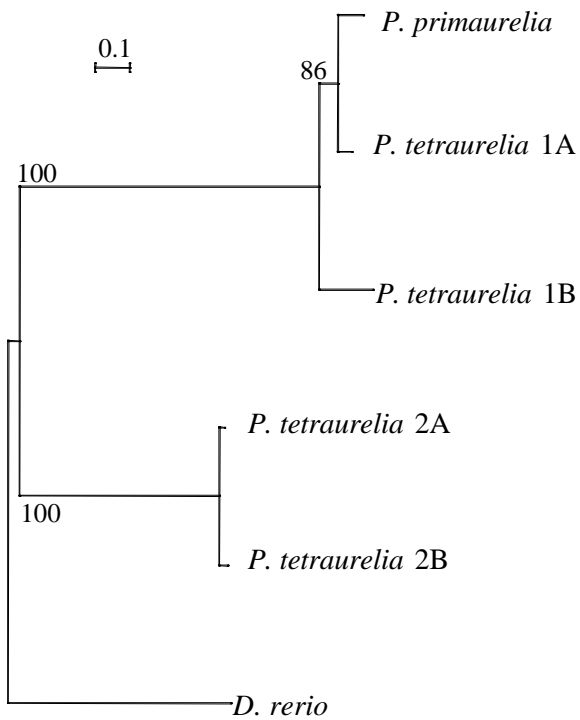 P. primaurelia
0.1
86
P. tetraurelia 1A
100
P. tetraurelia 1B
P. tetraurelia 2A
100
P. tetraurelia 2B
D. rerio